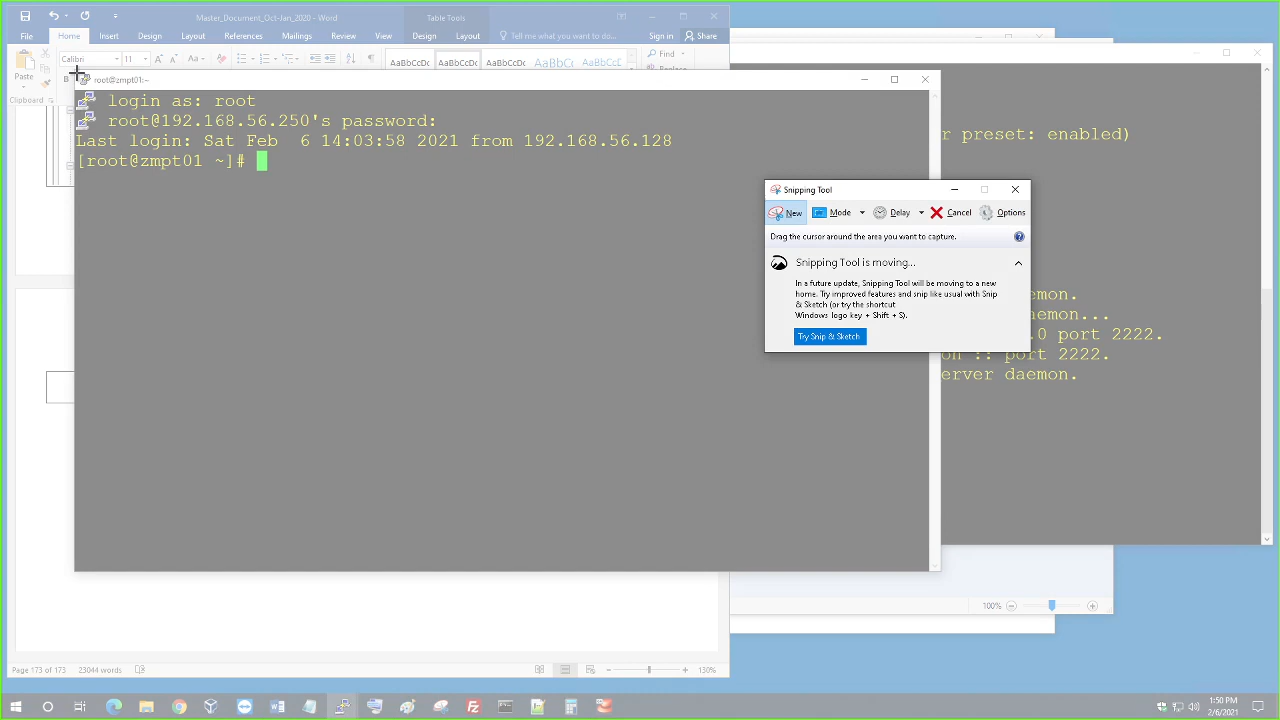 Master_Document_Oct-Jan_2020 - Word
Table Tools
File Home Insert Design Layout References Mailings Review View Design Layout Tell me what you want to do... Sign in Share
Paste
Calibri 11
Aa
B
AaBbCcDc AaBbCcDc AaBbCcDc AaBbC( AaBbCc
Find
Clipboard
root@zmpt01:~
login as: root
root@192.168.56.250's password:
Last login: Sat Feb  6 14:03:58 2021 from 192.168.56.128
[root@zmpt01 ~]#
r preset: enabled)
emon.
emon...
.0 port 2222.
on :: port 2222.
erver daemon.
Snipping Tool
New Mode Delay Cancel Options
Drag the cursor around the area you want to capture.
Snipping Tool is moving...
In a future update, Snipping Tool will be moving to a new
home. Try improved features and snip like usual with Snip
& Sketch (or try the shortcut
Windows logo key + Shift + S).
Try Snip & Sketch
100%
Page 173 of 173 23044 words
130%
1:50 PM
2/6/2021